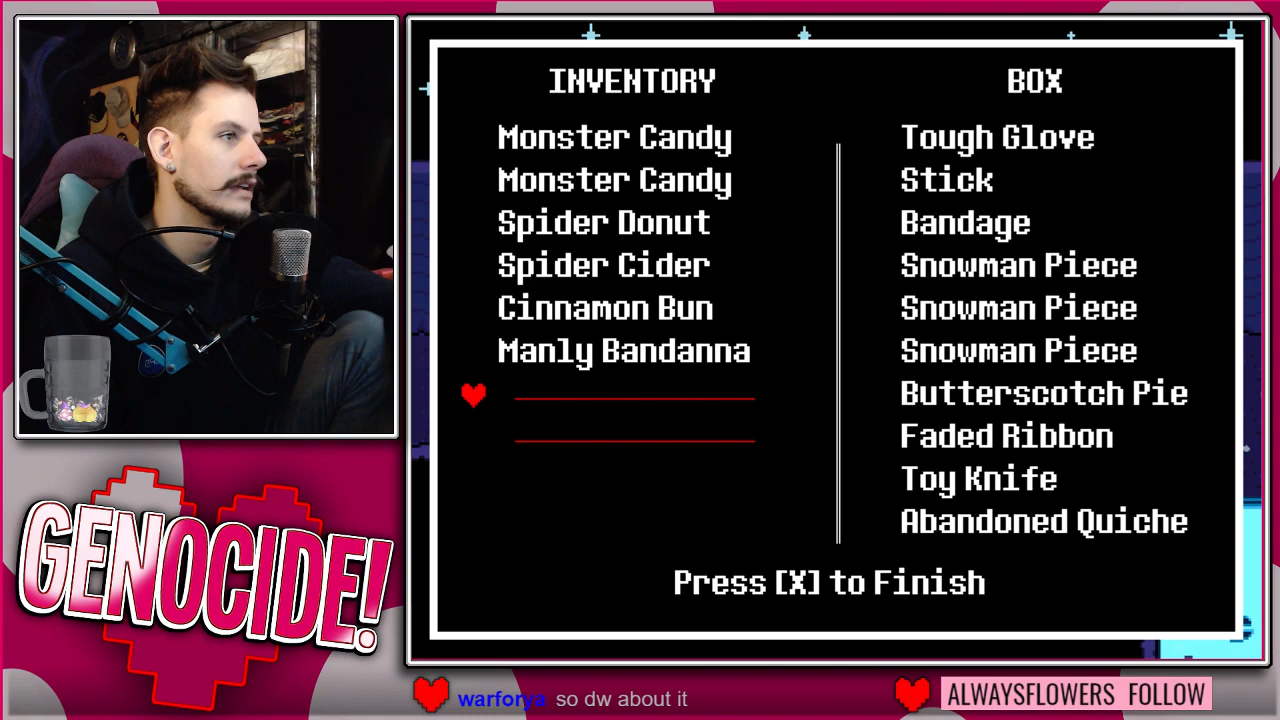 INVENTORY
Monster Candy
Monster Candy
Spider Donut
Spider Cider
Cinnamon Bun
Manly Bandanna
BOX
Tough Glove
Stick
Bandage
Snowman Piece
Snowman Piece
Snowman Piece
Butterscotch Pie
Faded Ribbon
Toy Knife
Abandoned Quiche
Press [X] to Finish
GENOCIDE!
warforya so dw about it
ALWAYSFLOWERS FOLLOW